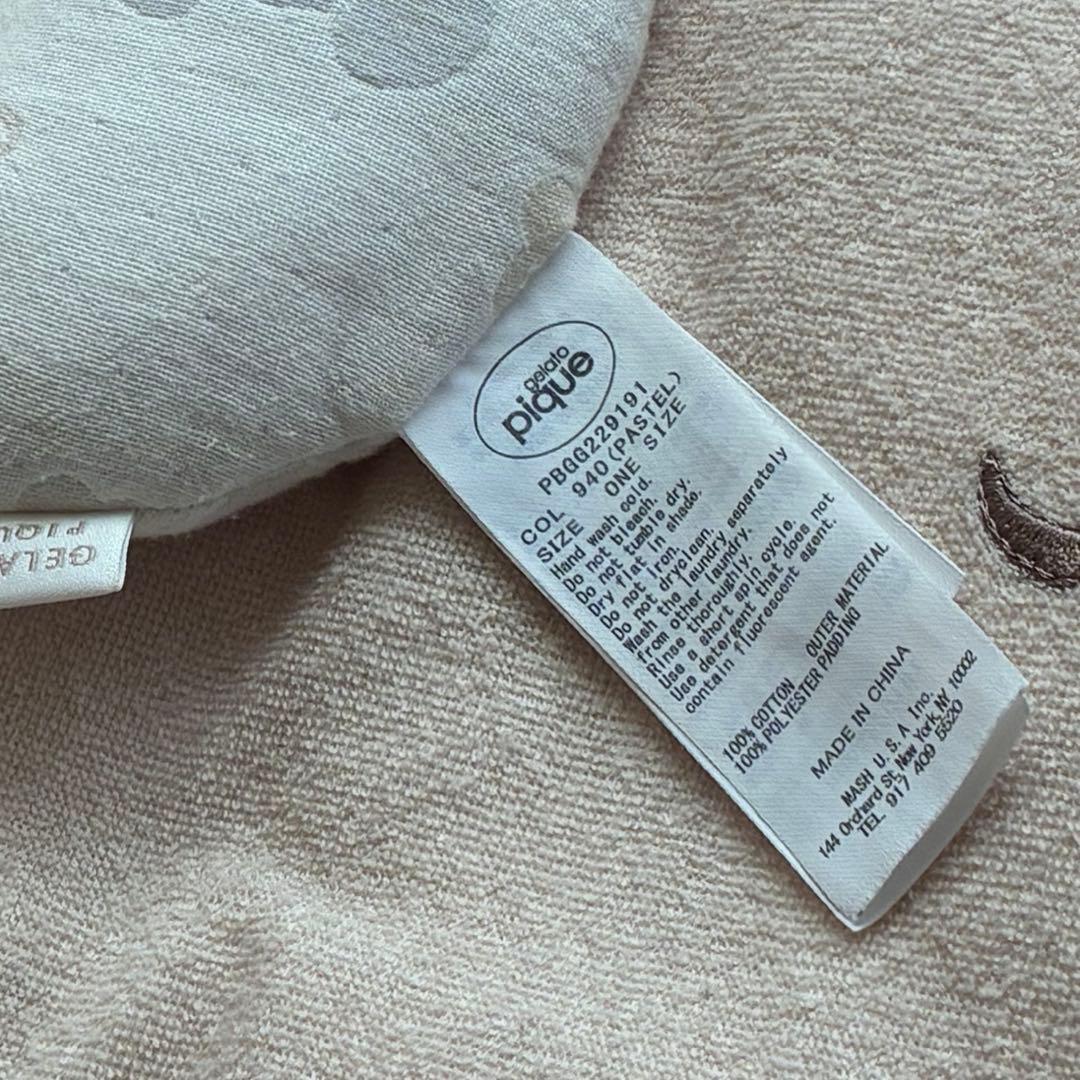 gelato
pique
PBGG229191
COL 940(PASTEL)
SIZE ONE SIZE
Hand wash cold.
Do not bleach.
Do not tumble dry.
Dry flat in shade.
Do not iron.
Do not dryclean.
Wash the laundry separately
from other laundry.
Rinse thoroughly.
Use a short spin cycle.
Use detergent that does not
contain fluorescent agent.
OUTER MATERIAL
100% COTTON
100% POLYESTER PADDING
MADE IN CHINA
MASH U.S.A Inc.
144 Orchard St,New York,NY 10002
TEL 917 409 5520
GELA
PIQU